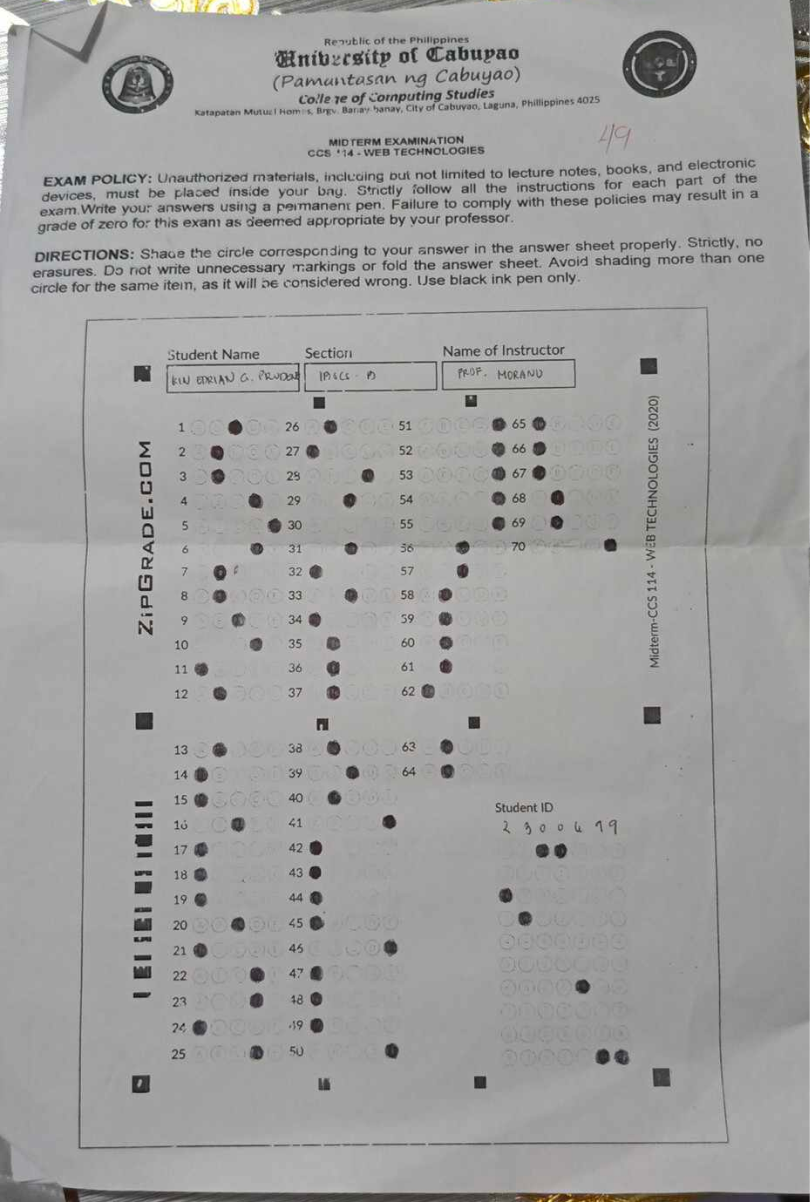 Republic of the Philippines
University of Cabuyao
(Pamantasan ng Cabuyao)
College of Computing Studies
Katapatan Mutual Homes, Brgy. Banay-banay, City of Cabuyao, Laguna, Phillippines 4025
49
MIDTERM EXAMINATION
CCS 114 - WEB TECHNOLOGIES
EXAM POLICY: Unauthorized materials, including but not limited to lecture notes, books, and electronic
devices, must be placed inside your bag. Strictly follow all the instructions for each part of the
exam.Write your answers using a permanent pen. Failure to comply with these policies may result in a
grade of zero for this exam as deemed appropriate by your professor.
DIRECTIONS: Shade the circle corresponding to your answer in the answer sheet properly. Strictly, no
erasures. Do not write unnecessary markings or fold the answer sheet. Avoid shading more than one
circle for the same item, as it will be considered wrong. Use black ink pen only.
Student Name Section Name of Instructor
KIN EDRIAN G. PROF. MORANO
ZIPGRADE.COM
Midterm-CCS 114 - WEB TECHNOLOGIES (2020)
1 26 51 65
2 27 52 66
3 28 53 67
4 29 54 68
5 30 55 69
6 31 56 70
7 32 57
8 33 58
9 34 59
10 35 60
11 36 61
12 37 62
13 38 63
14 39 64
15 40
16 41
17 42
18 43
19 44
20 45
21 46
22 47
23 48
24 49
25 50
Student ID
2 3 0 0 6 9 9